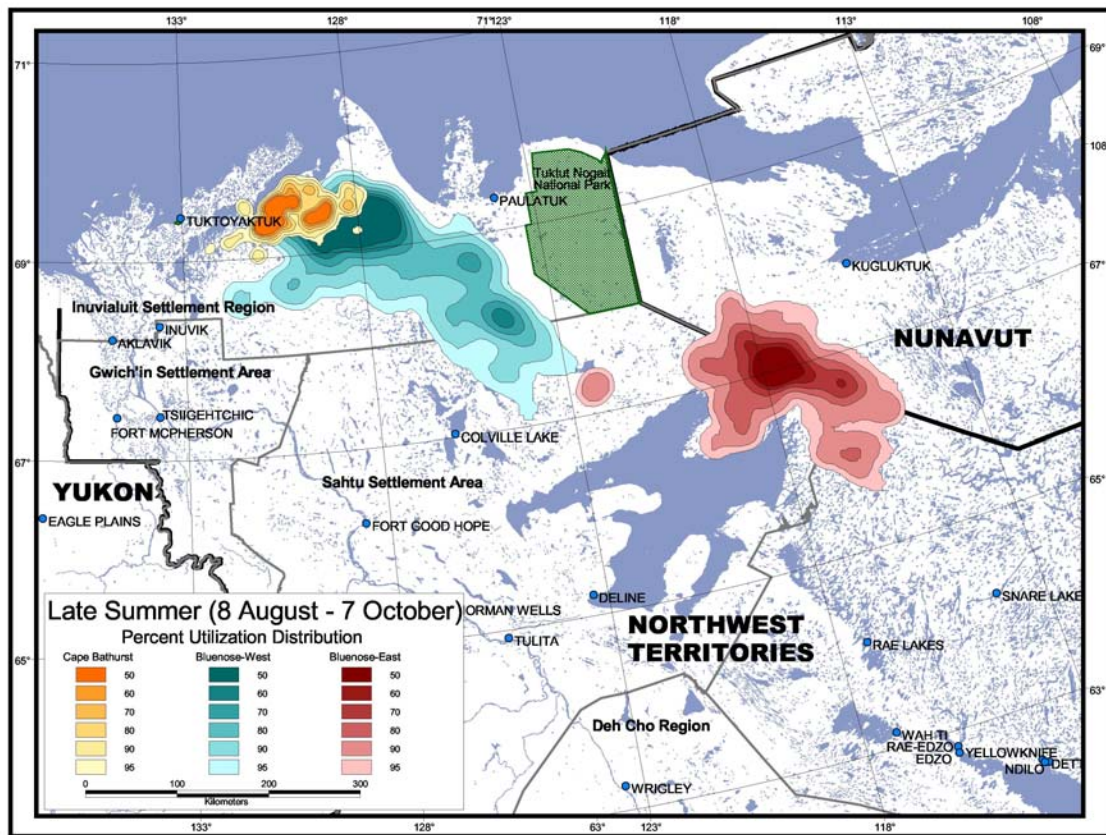 133°
128°
71°123°
118°
113°
108°
71°
69°
TUKTOYAKTUK
PAULATUK
Tuktut Nogait
National Park
108°
69°
Inuvialuit Settlement Region
KUGLUKTUK
67°
INUVIK
AKLAVIK
NUNAVUT
Gwich'in Settlement Area
TSIIGEHTCHIC
FORT MCPHERSON
COLVILLE LAKE
67°
YUKON
Sahtu Settlement Area
65°
EAGLE PLAINS
FORT GOOD HOPE
DELINE
SNARE LAKE
ORMAN WELLS
TULITA
NORTHWEST
TERRITORIES
RAE LAKES
65°
63°
Deh Cho Region
WAH-TI
RAE-EDZO
EDZO
YELLOWKNIFE
NDILO
DETT
WRIGLEY
Late Summer (8 August - 7 October)
Percent Utilization Distribution
Cape Bathurst
Bluenose-West
Bluenose-East
50 50 50
60 60 60
70 70 70
80 80 80
90 90 90
95 95 95
0 100 200 300
Kilometers
133°
128°
63°
123°
118°